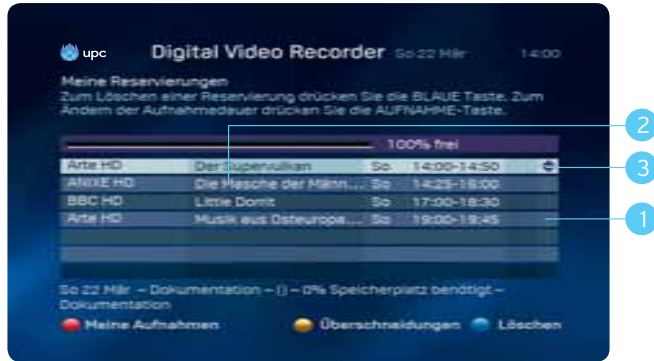 upc Digital Video Recorder So 22 Mär 14:00
Meine Reservierungen
Zum Löschen einer Reservierung drücken Sie die BLAUE Taste. Zum
Ändern der Aufnahmedauer drücken Sie die AUFNAHME-Taste.
100% frei
Arte HD Der Supervulkan So 14:00-14:50
ANIXE HD Die Masche der Männ... So 14:25-16:00
BBC HD Little Dorrit So 17:00-18:30
Arte HD Musik aus Osteuropa... So 19:00-19:45
2
3
1
So 22 Mär – Dokumentation – () – 0% Speicherplatz benötigt –
Dokumentation
Meine Aufnahmen Überschneidungen Löschen